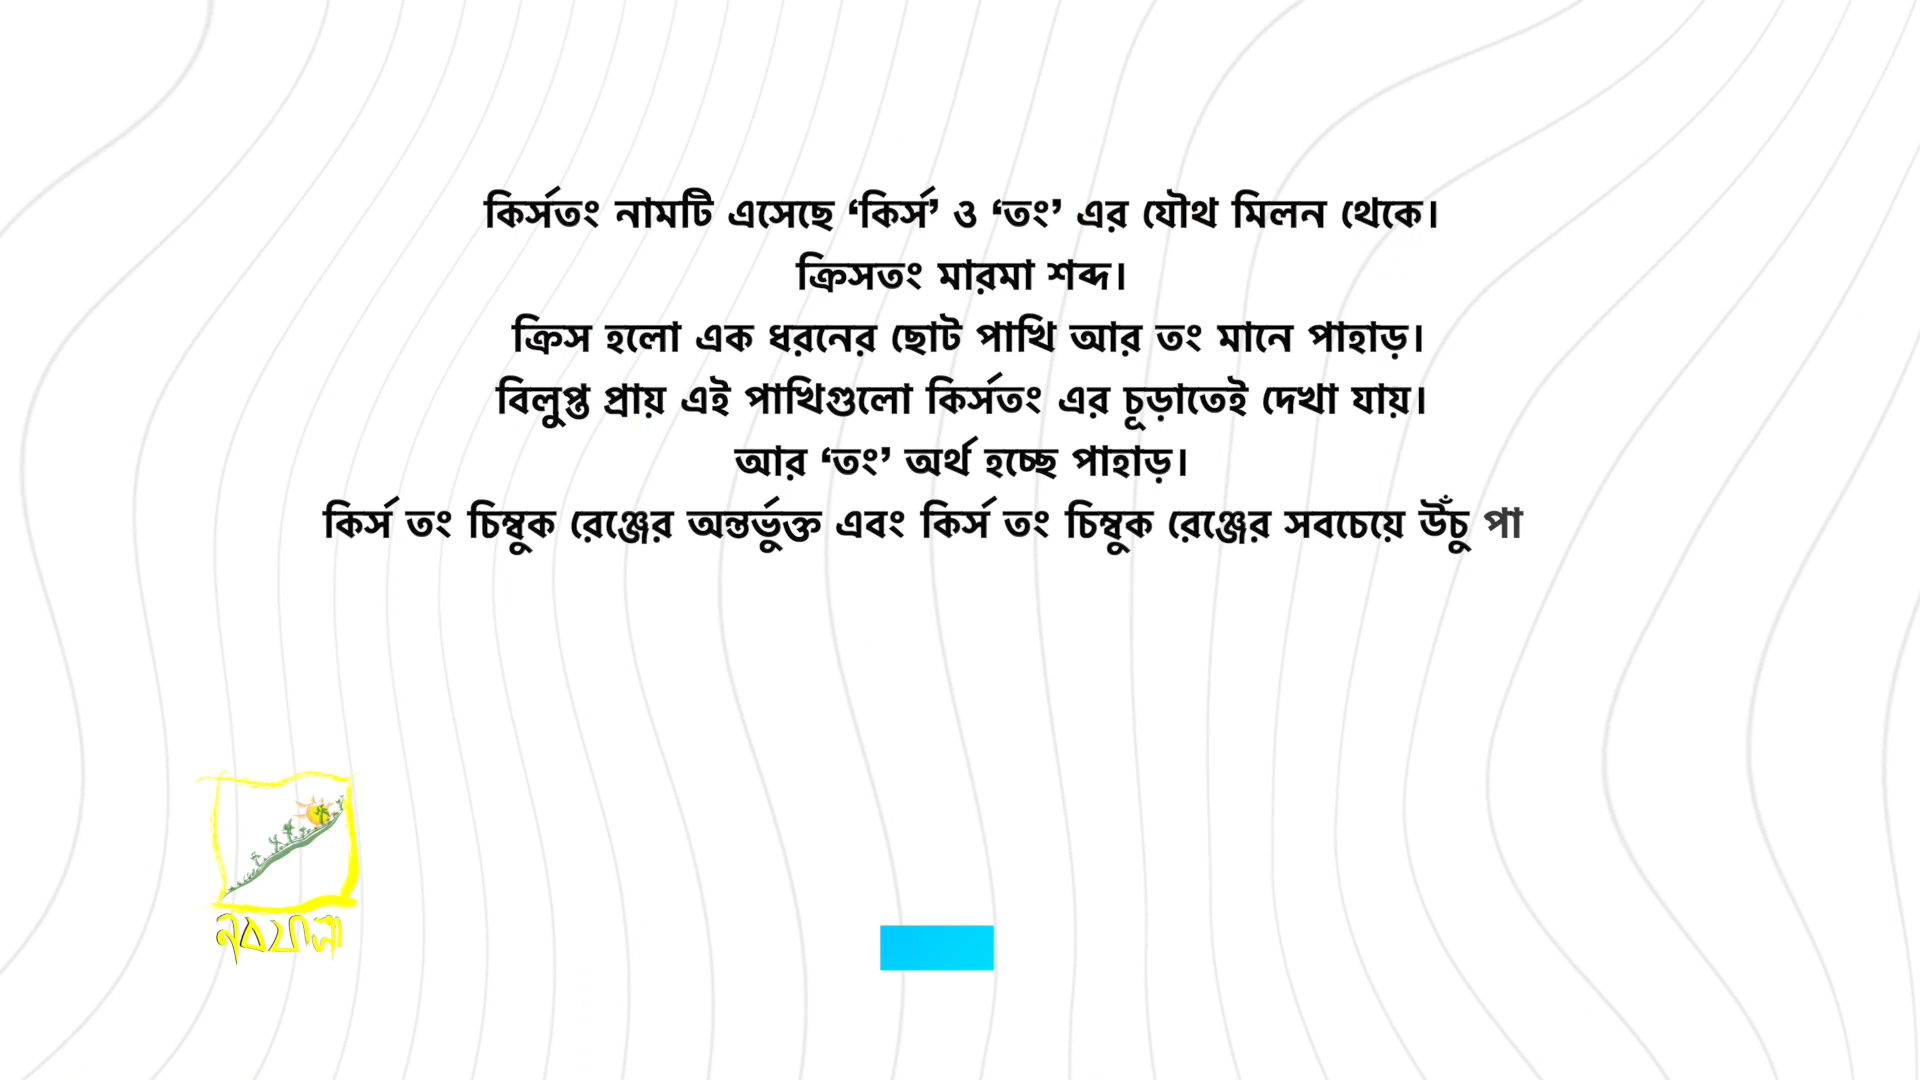 কির্সতং নামটি এসেছে ‘কির্স’ ও ‘তং’ এর যৌথ মিলন থেকে।
ক্রিসতং মারমা শব্দ।
ক্রিস হলো এক ধরনের ছোট পাখি আর তং মানে পাহাড়।
বিলুপ্ত প্রায় এই পাখিগুলো কির্সতং এর চূড়াতেই দেখা যায়।
আর ‘তং’ অর্থ হচ্ছে পাহাড়।
কির্স তং চিম্বুক রেঞ্জের অন্তর্ভুক্ত এবং কির্স তং চিম্বুক রেঞ্জের সবচেয়ে উঁচু পা
নবযাত্রা